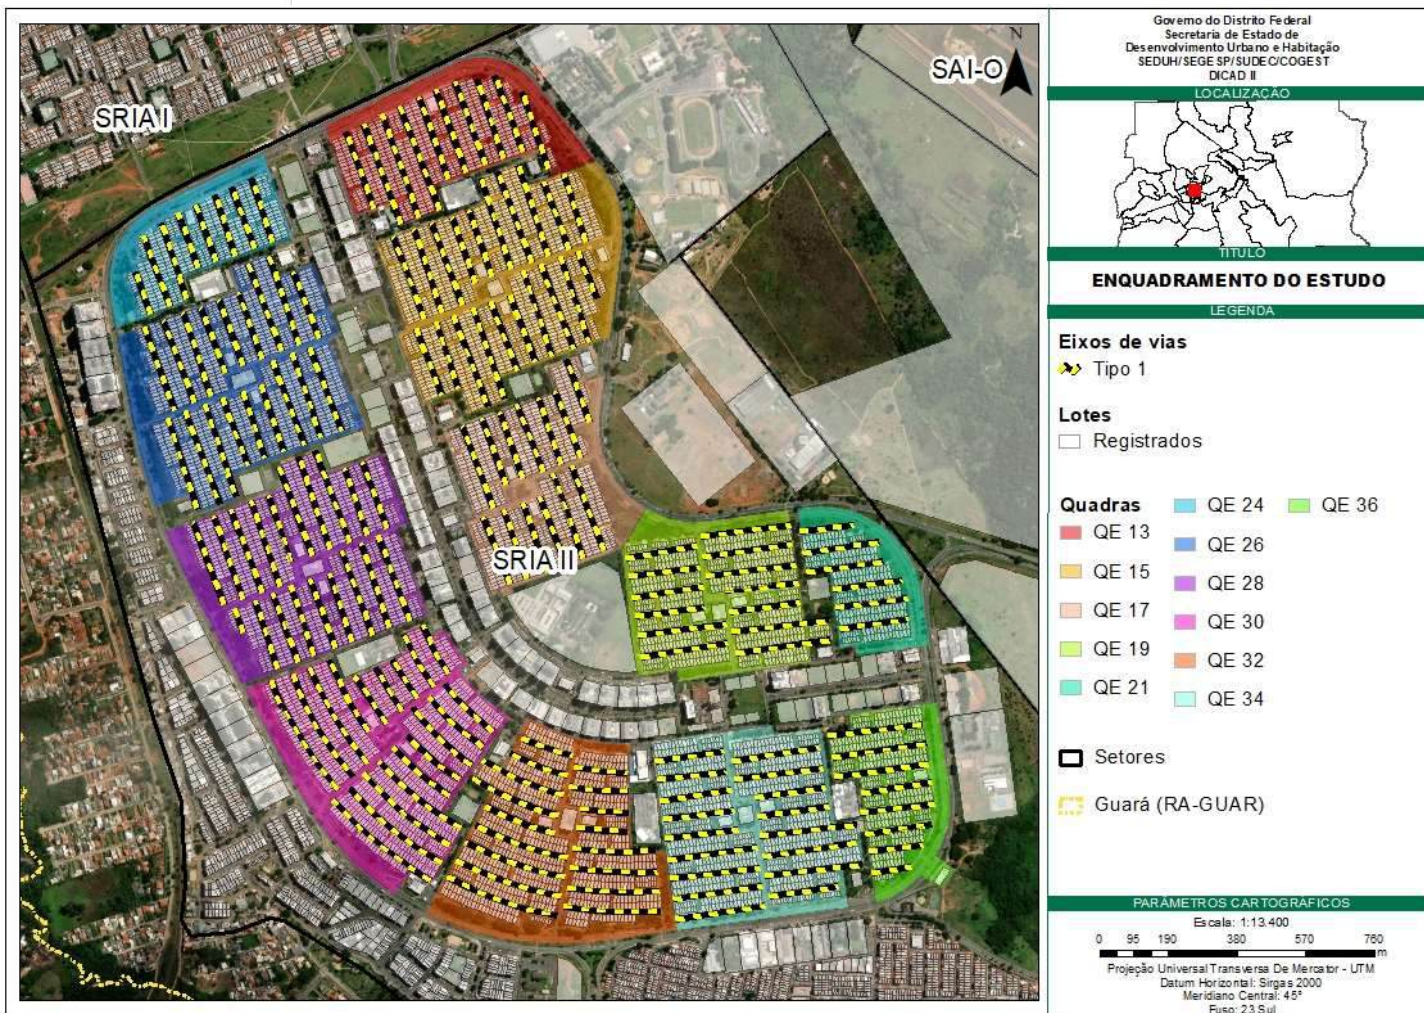 SRIA I
SAI-O
N
SRIA II
Governo do Distrito Federal
Secretaria de Estado de
Desenvolvimento Urbano e Habitação
SEDUH/SEGESP/SUDEC/COGEST
DICAD II
LOCALIZAÇÃO
TÍTULO
ENQUADRAMENTO DO ESTUDO
LEGENDA
Eixos de vias
Tipo 1
Lotes
Registrados
Quadras
QE 13
QE 15
QE 17
QE 19
QE 21
QE 24
QE 26
QE 28
QE 30
QE 32
QE 34
QE 36
Setores
Guará (RA-GUAR)
PARÂMETROS CARTOGRÁFICOS
Escala: 1:13.400
0 95 190 380 570 760
m
Projeção Universal Transversa De Mercator - UTM
Datum Horizontal: Sirgas 2000
Meridiano Central: 45°
Fuso: 23 Sul